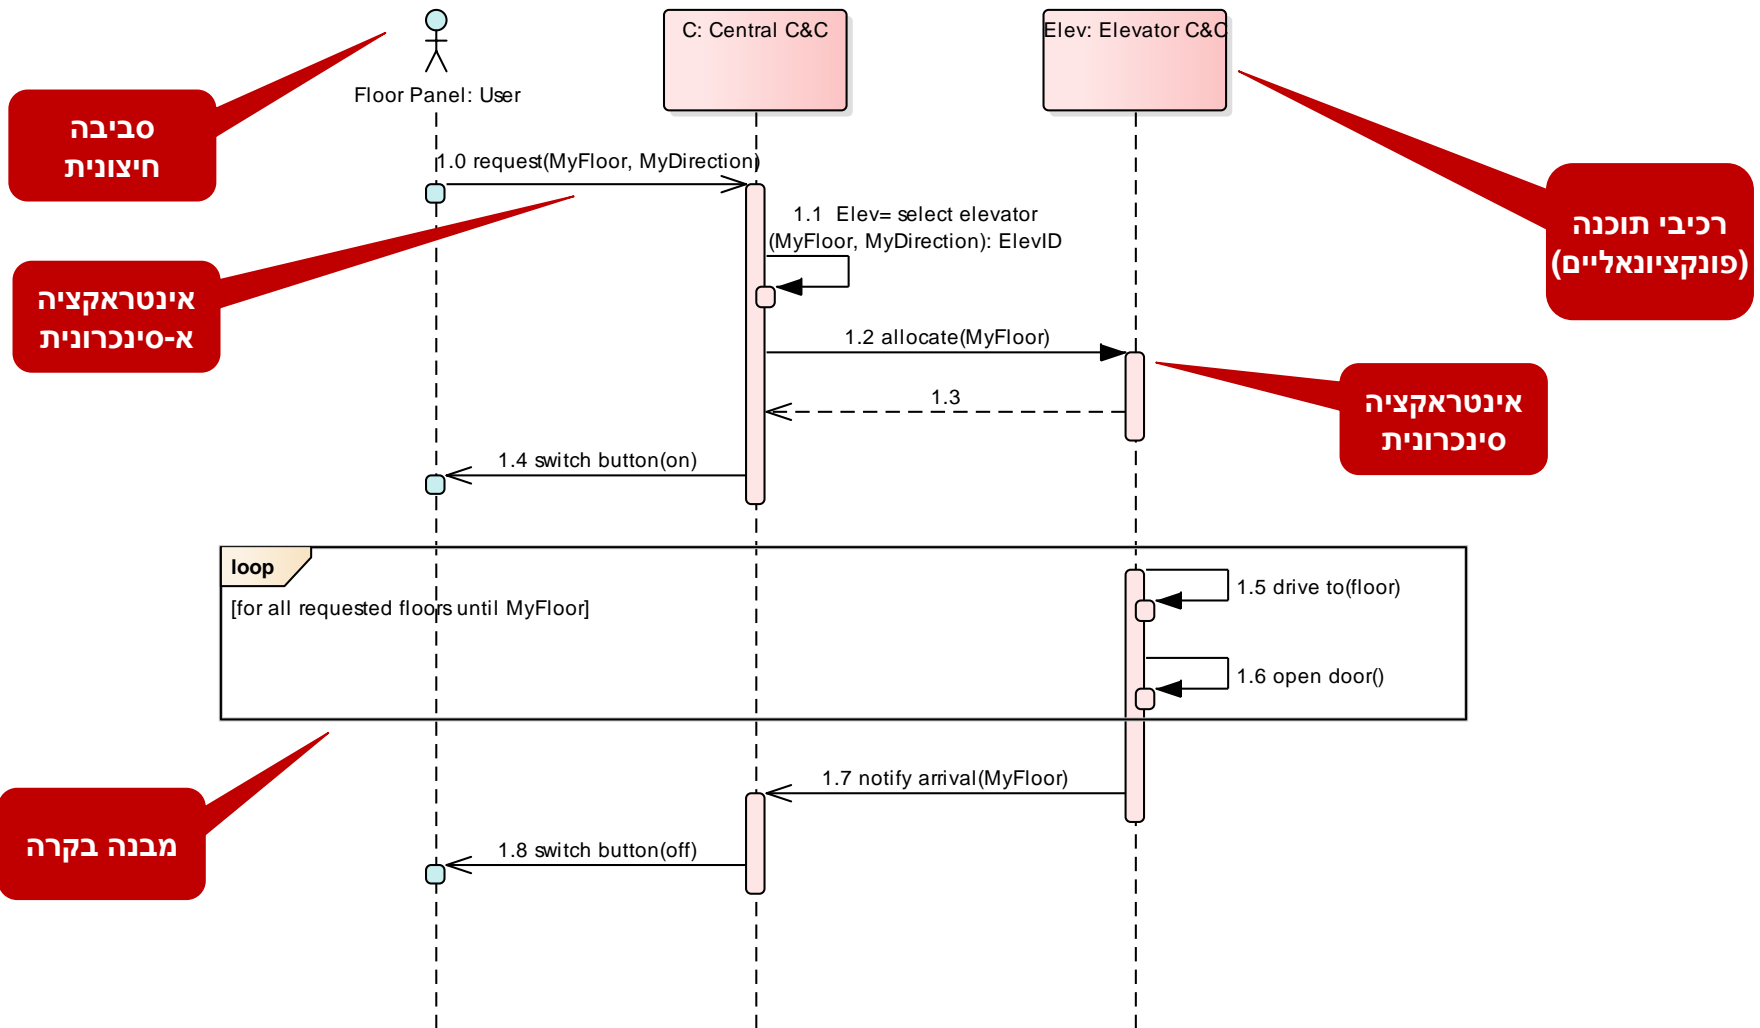 C: Central C&C
Elev: Elevator C&C
Floor Panel: User
סביבה
חיצונית
1.0 request(MyFloor, MyDirection)
רכיבי תוכנה
(פונקציונאליים)
1.1 Elev= select elevator
(MyFloor, MyDirection): ElevID
אינטראקציה
א-סינכרונית
1.2 allocate(MyFloor)
1.3
אינטראקציה
סינכרונית
1.4 switch button(on)
loop
[for all requested floors until MyFloor]
1.5 drive to(floor)
1.6 open door()
1.7 notify arrival(MyFloor)
מבנה בקרה
1.8 switch button(off)